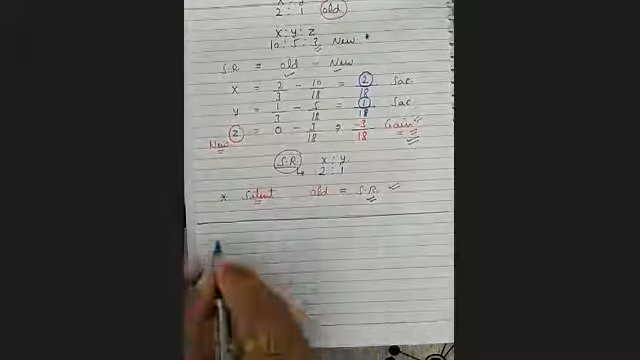 2 : 1 old
x : y : z
10 : 5 : 3 New *
S.R = old - New
x = 2/3 - 10/18 = 2/18 Sac
y = 1/3 - 5/18 = 1/18 Sac
z = 0 - 3/18 = -3/18 Gain"
New
S.R. x : y
↳ 2 : 1
* Silent old = S.R.